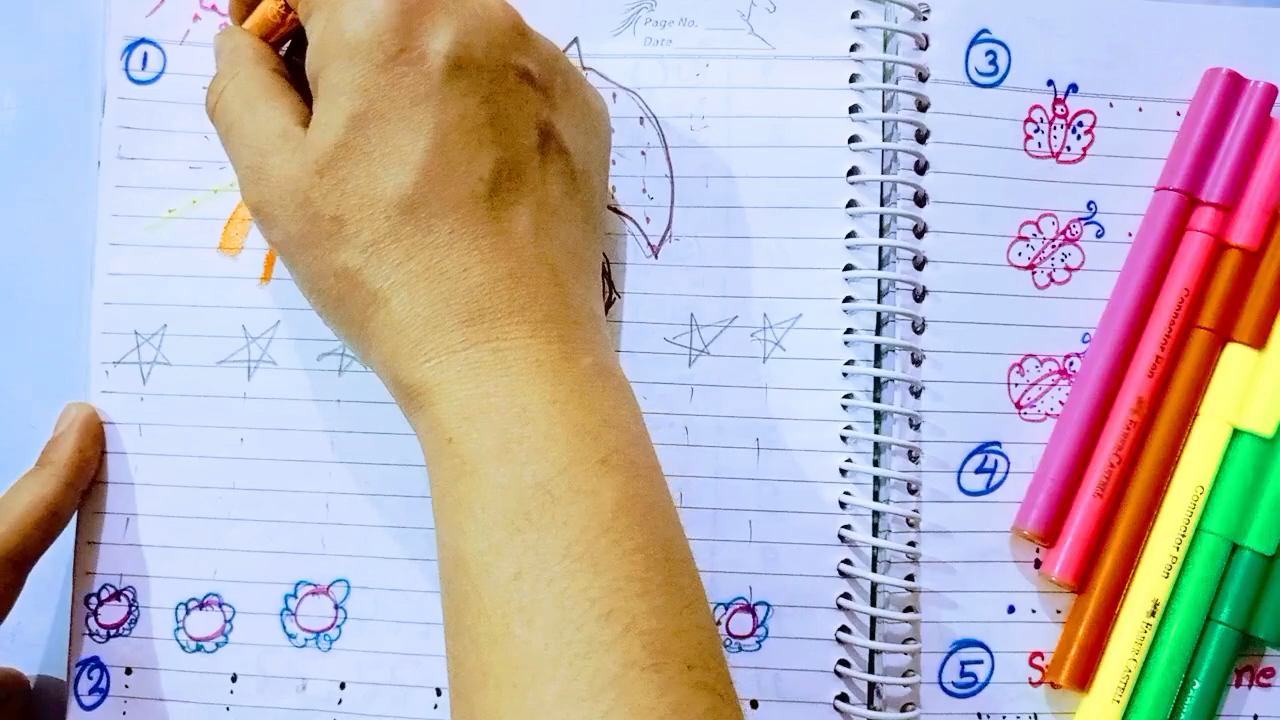 Page No.
Date
1
2
3
4
5
Connector Pen FABER-CASTELL
Connector Pen FABER-CASTELL